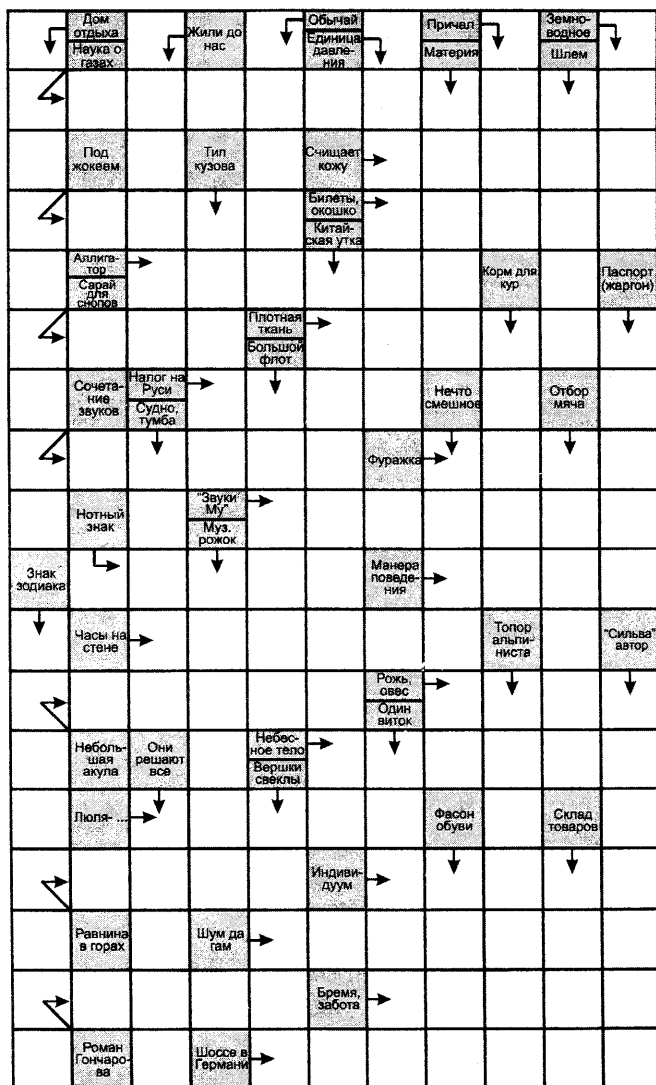 Дом
отдыха
Наука о
газах
Жили до
нас
Обычай
Единица
давле-
ния
Причал
Материя
Земно-
водное
Шлем
Под
жокеем
Тип
кузова
Счищает
кожу
Билеты,
окошко
Китай-
ская утка
Аллига-
тор
Сарай
для
снопов
Корм для
кур
Паспорт
(жаргон)
Плотная
ткань
Большой
флот
Сочета-
ние
звуков
Налог на
Руси
Судно,
тумба
Нечто
смешное
Отбор
мяча
Фуражка
Нотный
знак
"Звуки
Му"
Муз.
рожок
Знак
зодиака
Манера
поведе-
ния
Часы на
стене
Топор
альпи-
ниста
"Сильва"
автор
Рожь,
овес
Один
виток
Неболь-
шая
акула
Они
решают
все
Небес-
ное тело
Вершки
свеклы
Люля- ...
Фасон
обуви
Склад
товаров
Индиви-
дуум
Равнина
в горах
Шум да
гам
Бремя,
забота
Роман
Гончаро-
ва
Шоссе в
Германи